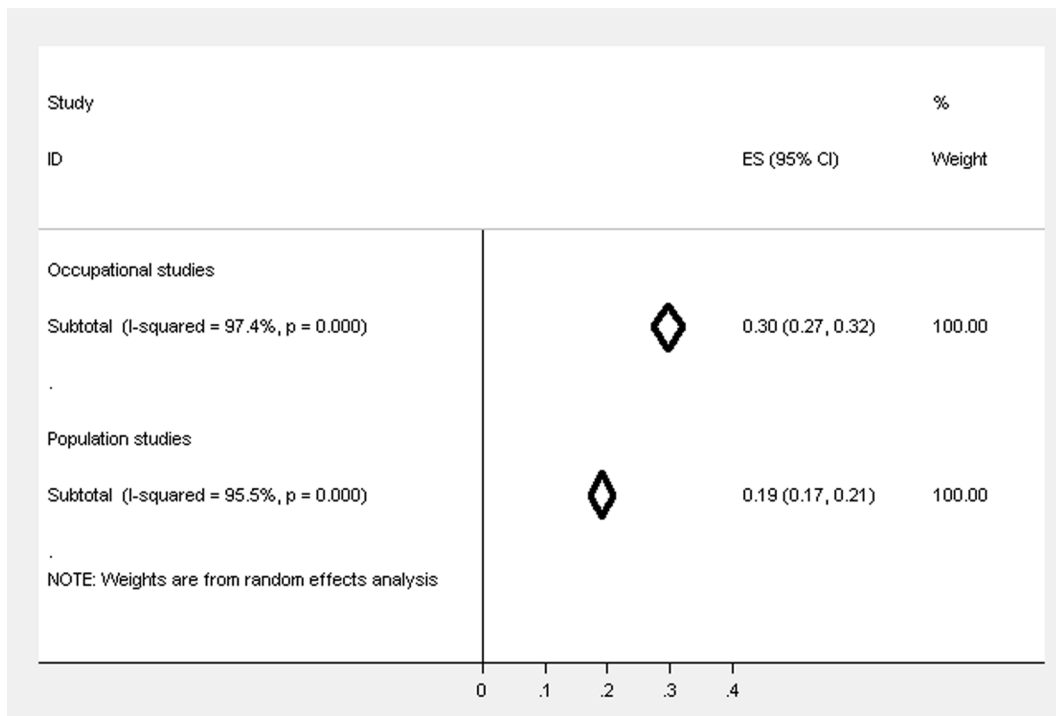 Study %
ID ES (95% CI) Weight
Occupational studies
Subtotal (I-squared = 97.4%, p = 0.000) 0.30 (0.27, 0.32) 100.00
.
Population studies
Subtotal (I-squared = 95.5%, p = 0.000) 0.19 (0.17, 0.21) 100.00
.
NOTE: Weights are from random effects analysis
0 .1 .2 .3 .4